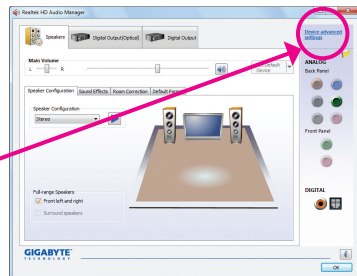 Realtek HD Audio Manager
Speakers
Digital Output(Optical)
Digital Output
Device advanced
settings
Main Volume
L
R
Default
Device
ANALOG
Back Panel
Speaker Configuration
Sound Effects
Room Correction
Default Format
Speaker Configuration
Stereo
Front Panel
Full-range Speakers
Front left and right
Surround speakers
DIGITAL
GIGABYTE
TECHNOLOGY
OK